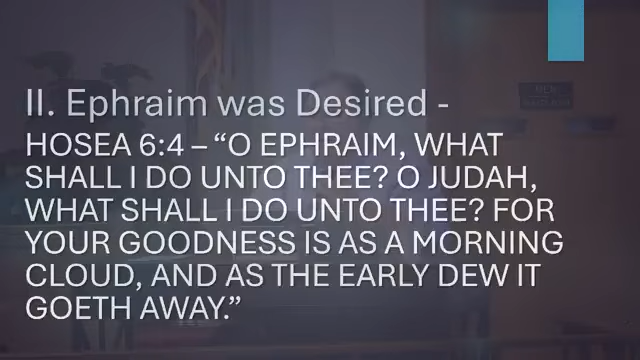 II. Ephraim was Desired -
HOSEA 6:4 – “O EPHRAIM, WHAT
SHALL I DO UNTO THEE? O JUDAH,
WHAT SHALL I DO UNTO THEE? FOR
YOUR GOODNESS IS AS A MORNING
CLOUD, AND AS THE EARLY DEW IT
GOETH AWAY.”